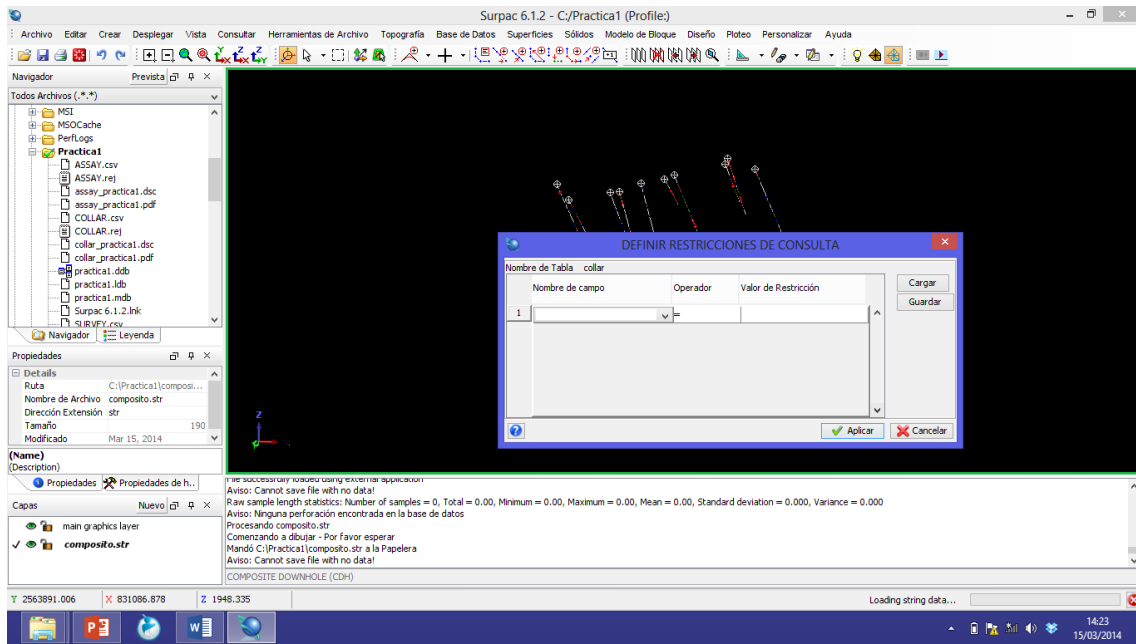 Surpac 6.1.2 - C:/Practica1 (Profile:)
Archivo Editar Crear Desplegar Vista Consultar Herramientas de Archivo Topografía Base de Datos Superficies Sólidos Modelo de Bloque Diseño Ploteo Personalizar Ayuda
Navegador Prevista
Todos Archivos (.*.*)
MSI
MSOCache
PerfLogs
Practica1
ASSAY.csv
ASSAY.rej
assay_practica1.dsc
assay_practica1.pdf
COLLAR.csv
COLLAR.rej
collar_practica1.dsc
collar_practica1.pdf
practica1.ddb
practica1.ldb
practica1.mdb
Surpac 6.1.2.lnk
SURVEY.csv
Navigador Leyenda
Propiedades
Details
Ruta C:\Practica1\composi...
Nombre de Archivo composito.str
Dirección Extensión str
Tamaño 190
Modificado Mar 15, 2014
(Name)
(Description)
Propiedades Propiedades de h..
Capas Nuevo
main graphics layer
composito.str
Z
DEFINIR RESTRICCIONES DE CONSULTA
Nombre de Tabla collar
Nombre de campo Operador Valor de Restricción
1 =
Cargar
Guardar
Aplicar Cancelar
File successfully loaded using external application
Aviso: Cannot save file with no data!
Raw sample length statistics: Number of samples = 0, Total = 0.00, Minimum = 0.00, Maximum = 0.00, Mean = 0.00, Standard deviation = 0.000, Variance = 0.000
Aviso: Ninguna perforación encontrada en la base de datos
Procesando composito.str
Comenzando a dibujar - Por favor esperar
Mandó C:\Practica1\composito.str a la Papelera
Aviso: Cannot save file with no data!
COMPOSITE DOWNHOLE (CDH)
Y 2563891.006 X 831086.878 Z 1948.335 Loading string data...
14:23
15/03/2014